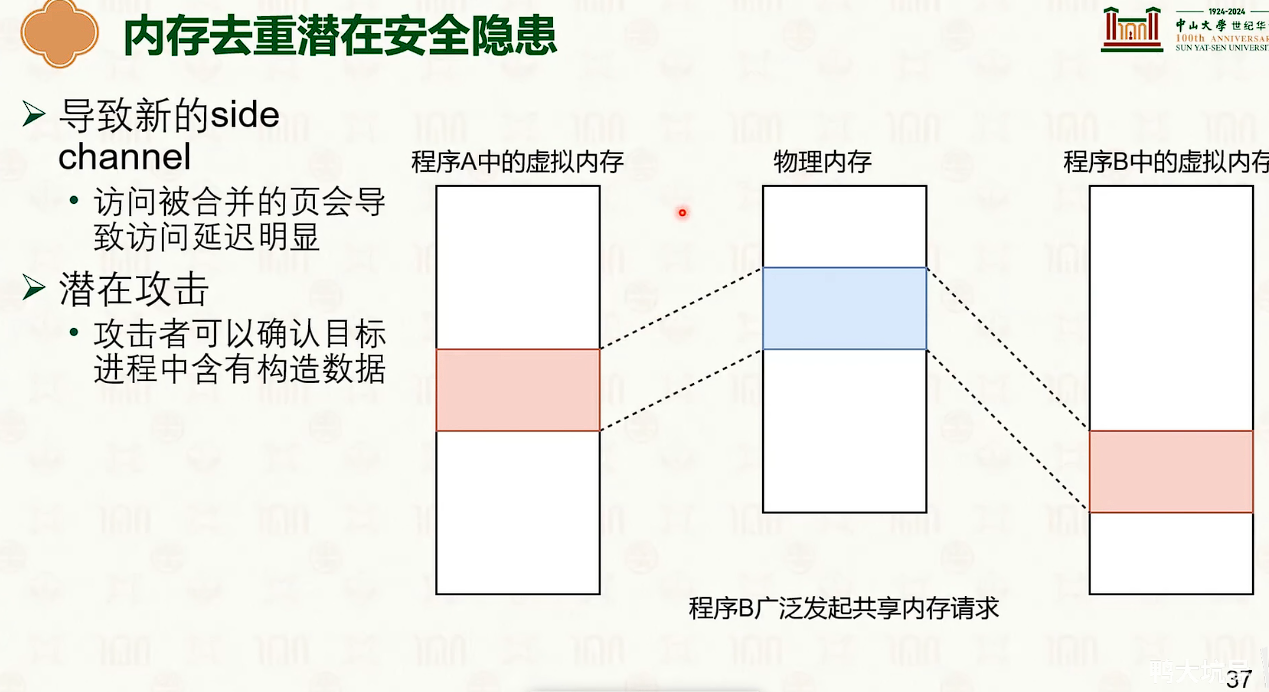 内存去重潜在安全隐患
1924-2024
中山大学 世纪华
100th ANNIVERSA
SUN YAT-SEN UNIVERSIT
导致新的side
channel
访问被合并的页会导
致访问延迟明显
潜在攻击
攻击者可以确认目标
进程中含有构造数据
程序A中的虚拟内存
物理内存
程序B中的虚拟内存
程序B广泛发起共享内存请求
37